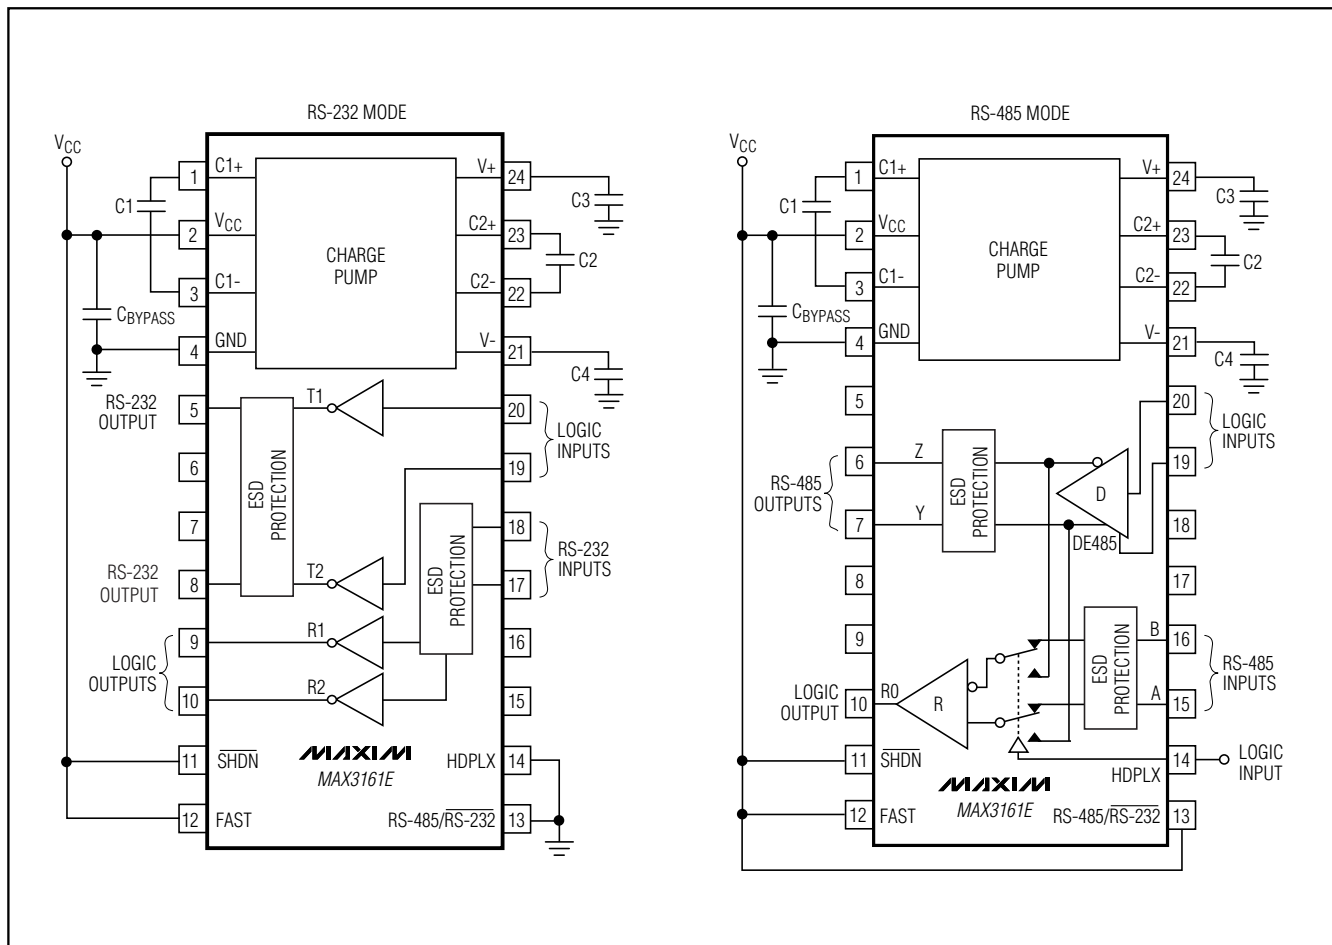 RS-232 MODE
VCC
C1+
1
C1
VCC
2
C1-
3
CBYPASS
GND
4
CHARGE
PUMP
V+
24
C3
C2+
23
C2
C2-
22
V-
21
C4
RS-232
OUTPUT
5
T1
20
LOGIC
INPUTS
19
6
ESD
PROTECTION
7
ESD
PROTECTION
18
RS-232
INPUTS
17
RS-232
OUTPUT
8
T2
9
R1
16
LOGIC
OUTPUTS
10
R2
15
MAXIM
MAX3161E
11
SHDN
HDPLX
14
12
FAST
RS-485/RS-232
13
RS-485 MODE
VCC
C1+
1
C1
VCC
2
C1-
3
CBYPASS
GND
4
CHARGE
PUMP
V+
24
C3
C2+
23
C2
C2-
22
V-
21
C4
5
20
LOGIC
INPUTS
19
6
Z
RS-485
OUTPUTS
7
Y
ESD
PROTECTION
D
DE485
18
8
17
9
B
16
ESD
PROTECTION
RS-485
INPUTS
A
15
LOGIC
OUTPUT
10
RO
R
11
SHDN
14
LOGIC
INPUT
HDPLX
MAXIM
MAX3161E
12
FAST
RS-485/RS-232
13